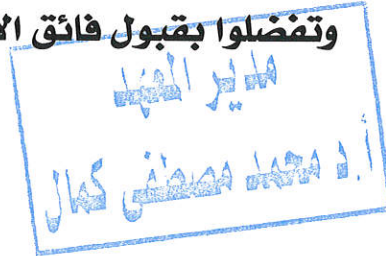 وتفضلوا بقبول فائق الا
مدير المعهد
أ.د محمد مصطفى كمال